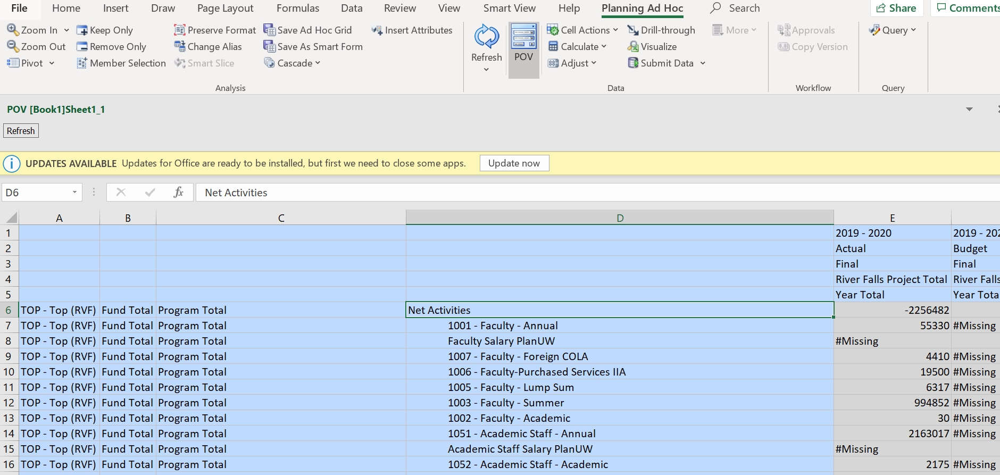 File Home Insert Draw Page Layout Formulas Data Review View Smart View Help Planning Ad Hoc Search Share Comments
Zoom In Keep Only Preserve Format Save Ad Hoc Grid Insert Attributes Cell Actions Drill-through More Approvals Query
Zoom Out Remove Only Change Alias Save As Smart Form Refresh POV Calculate Visualize Copy Version
Pivot Member Selection Smart Slice Cascade Adjust Submit Data
Analysis Data Workflow Query
POV [Book1]Sheet1_1
Refresh
UPDATES AVAILABLE Updates for Office are ready to be installed, but first we need to close some apps. Update now
D6 fx Net Activities
A B C D E
1 2019 - 2020 2019 - 202
2 Actual Budget
3 Final Final
4 River Falls Project Total River Falls
5 Year Total Year Tota
6 TOP - Top (RVF) Fund Total Program Total Net Activities -2256482
7 TOP - Top (RVF) Fund Total Program Total 1001 - Faculty - Annual 55330 #Missing
8 TOP - Top (RVF) Fund Total Program Total Faculty Salary PlanUW #Missing
9 TOP - Top (RVF) Fund Total Program Total 1007 - Faculty - Foreign COLA 4410 #Missing
10 TOP - Top (RVF) Fund Total Program Total 1006 - Faculty-Purchased Services IIA 19500 #Missing
11 TOP - Top (RVF) Fund Total Program Total 1005 - Faculty - Lump Sum 6317 #Missing
12 TOP - Top (RVF) Fund Total Program Total 1003 - Faculty - Summer 994852 #Missing
13 TOP - Top (RVF) Fund Total Program Total 1002 - Faculty - Academic 30 #Missing
14 TOP - Top (RVF) Fund Total Program Total 1051 - Academic Staff - Annual 2163017 #Missing
15 TOP - Top (RVF) Fund Total Program Total Academic Staff Salary PlanUW #Missing
16 TOP - Top (RVF) Fund Total Program Total 1052 - Academic Staff - Academic 2175 #Missing